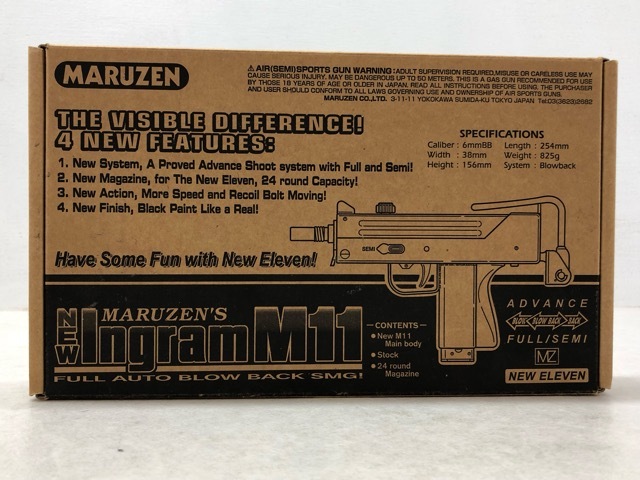 MARUZEN
⚠ AIR(SEMI)SPORTS GUN WARNING:ADULT SUPERVISION REQUIRED,MISUSE OR CARELESS USE MAY
CAUSE SERIOUS INJURY. MAY BE DANGEROUS UP TO 50 METERS. THIS IS A GAS GUN RECOMMENDED FOR USE
BY THOSE 18 YEARS OF AGE OR OLDER IN JAPAN. READ ALL INSTRUCTIONS BEFORE USING. THE PURCHASER
AND USER SHOULD CONFORM TO ALL LAWS GOVERNING USE AND OWNERSHIP OF AIR SPORTS GUNS.
MARUZEN CO.,LTD. 3-11-11 YOKOKAWA SUMIDA-KU TOKYO JAPAN Tel:03(3623)2682
THE VISIBLE DIFFERENCE!
4 NEW FEATURES:
1. New System, A Proved Advance Shoot system with Full and Semi!
2. New Magazine, for The New Eleven, 24 round Capacity!
3. New Action, More Speed and Recoil Bolt Moving!
4. New Finish, Black Paint Like a Real!
SPECIFICATIONS
Caliber : 6mmBB Length : 254mm
Width : 38mm Weight : 825g
Height : 156mm System : Blowback
SEMI
Have Some Fun with New Eleven!
NEW
MARUZEN'S
Ingram M11
FULL AUTO BLOW BACK SMG!
CONTENTS
• New M11
Main body
• Stock
• 24 round
Magazine
ADVANCE
BLOW BLOW BACK BACK
FULL/SEMI
MZ
NEW ELEVEN